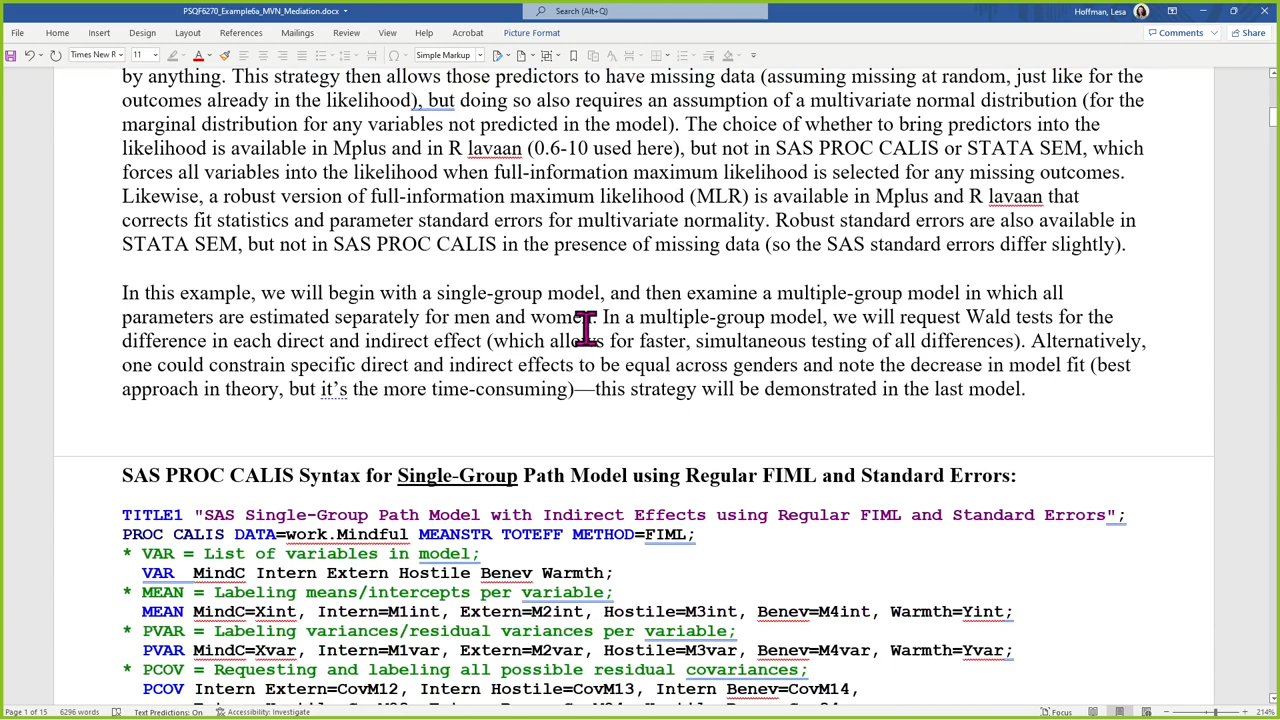 PSQF6270_Example6a_MVN_Mediation.docx
Search (Alt+Q)
Hoffman, Lesa
File Home Insert Design Layout References Mailings Review View Help Acrobat Picture Format
Comments Share
Times New R 11 Simple Markup
by anything. This strategy then allows those predictors to have missing data (assuming missing at random, just like for the
outcomes already in the likelihood), but doing so also requires an assumption of a multivariate normal distribution (for the
marginal distribution for any variables not predicted in the model). The choice of whether to bring predictors into the
likelihood is available in Mplus and in R lavaan (0.6-10 used here), but not in SAS PROC CALIS or STATA SEM, which
forces all variables into the likelihood when full-information maximum likelihood is selected for any missing outcomes.
Likewise, a robust version of full-information maximum likelihood (MLR) is available in Mplus and R lavaan that
corrects fit statistics and parameter standard errors for multivariate normality. Robust standard errors are also available in
STATA SEM, but not in SAS PROC CALIS in the presence of missing data (so the SAS standard errors differ slightly).
In this example, we will begin with a single-group model, and then examine a multiple-group model in which all
parameters are estimated separately for men and women. In a multiple-group model, we will request Wald tests for the
difference in each direct and indirect effect (which allows for faster, simultaneous testing of all differences). Alternatively,
one could constrain specific direct and indirect effects to be equal across genders and note the decrease in model fit (best
approach in theory, but it's the more time-consuming)—this strategy will be demonstrated in the last model.
SAS PROC CALIS Syntax for Single-Group Path Model using Regular FIML and Standard Errors:
TITLE1 "SAS Single-Group Path Model with Indirect Effects using Regular FIML and Standard Errors";
PROC CALIS DATA=work.Mindful MEANSTR TOTEFF METHOD=FIML;
* VAR = List of variables in model;
VAR MindC Intern Extern Hostile Benev Warmth;
* MEAN = Labeling means/intercepts per variable;
MEAN MindC=Xint, Intern=M1int, Extern=M2int, Hostile=M3int, Benev=M4int, Warmth=Yint;
* PVAR = Labeling variances/residual variances per variable;
PVAR MindC=Xvar, Intern=M1var, Extern=M2var, Hostile=M3var, Benev=M4var, Warmth=Yvar;
* PCOV = Requesting and labeling all possible residual covariances;
PCOV Intern Extern=CovM12, Intern Hostile=CovM13, Intern Benev=CovM14,
Page 1 of 15 6296 words Text Predictions: On Accessibility: Investigate Focus 214%